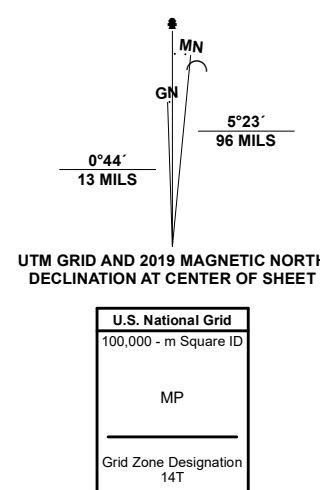 MN
GN
5°23´
96 MILS
0°44´
13 MILS
UTM GRID AND 2019 MAGNETIC NORTH
DECLINATION AT CENTER OF SHEET
U.S. National Grid
100,000 - m Square ID
MP
Grid Zone Designation
14T